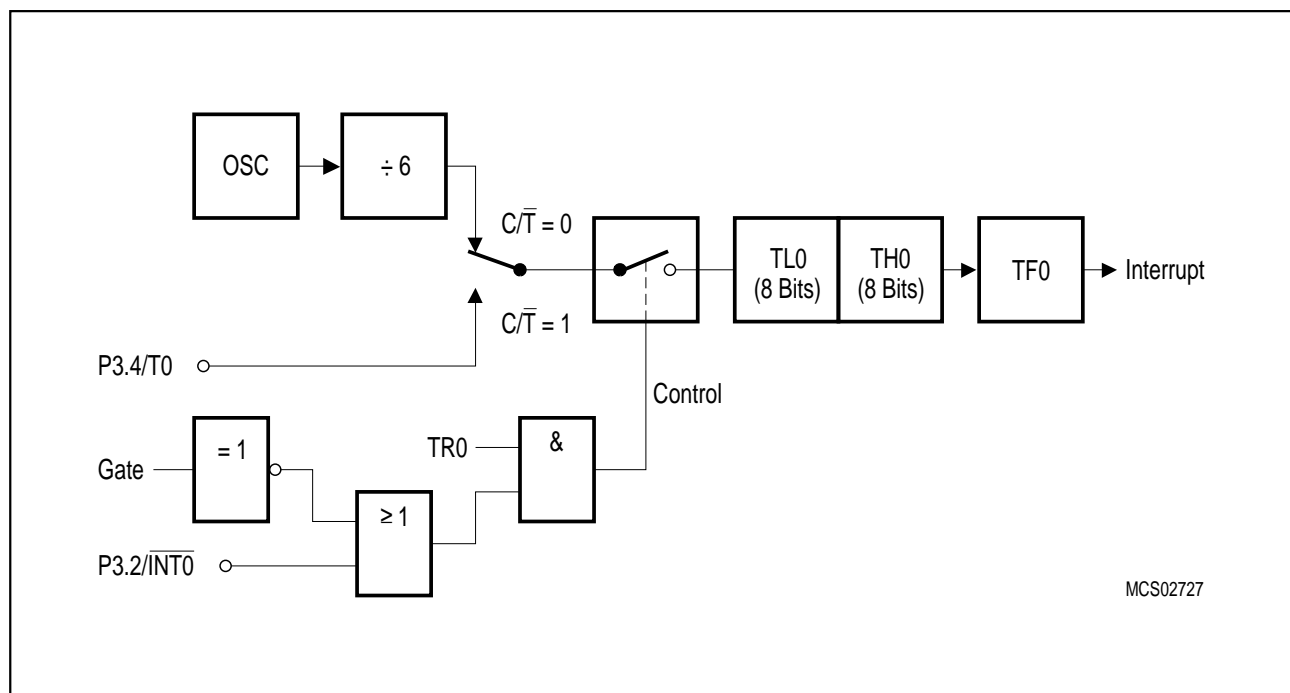 OSC
÷ 6
C/T̅ = 0
C/T̅ = 1
TL0
(8 Bits)
TH0
(8 Bits)
TF0
Interrupt
P3.4/T0
Control
Gate
= 1
TR0
&
≥ 1
P3.2/I̅N̅T̅0̅
MCS02727